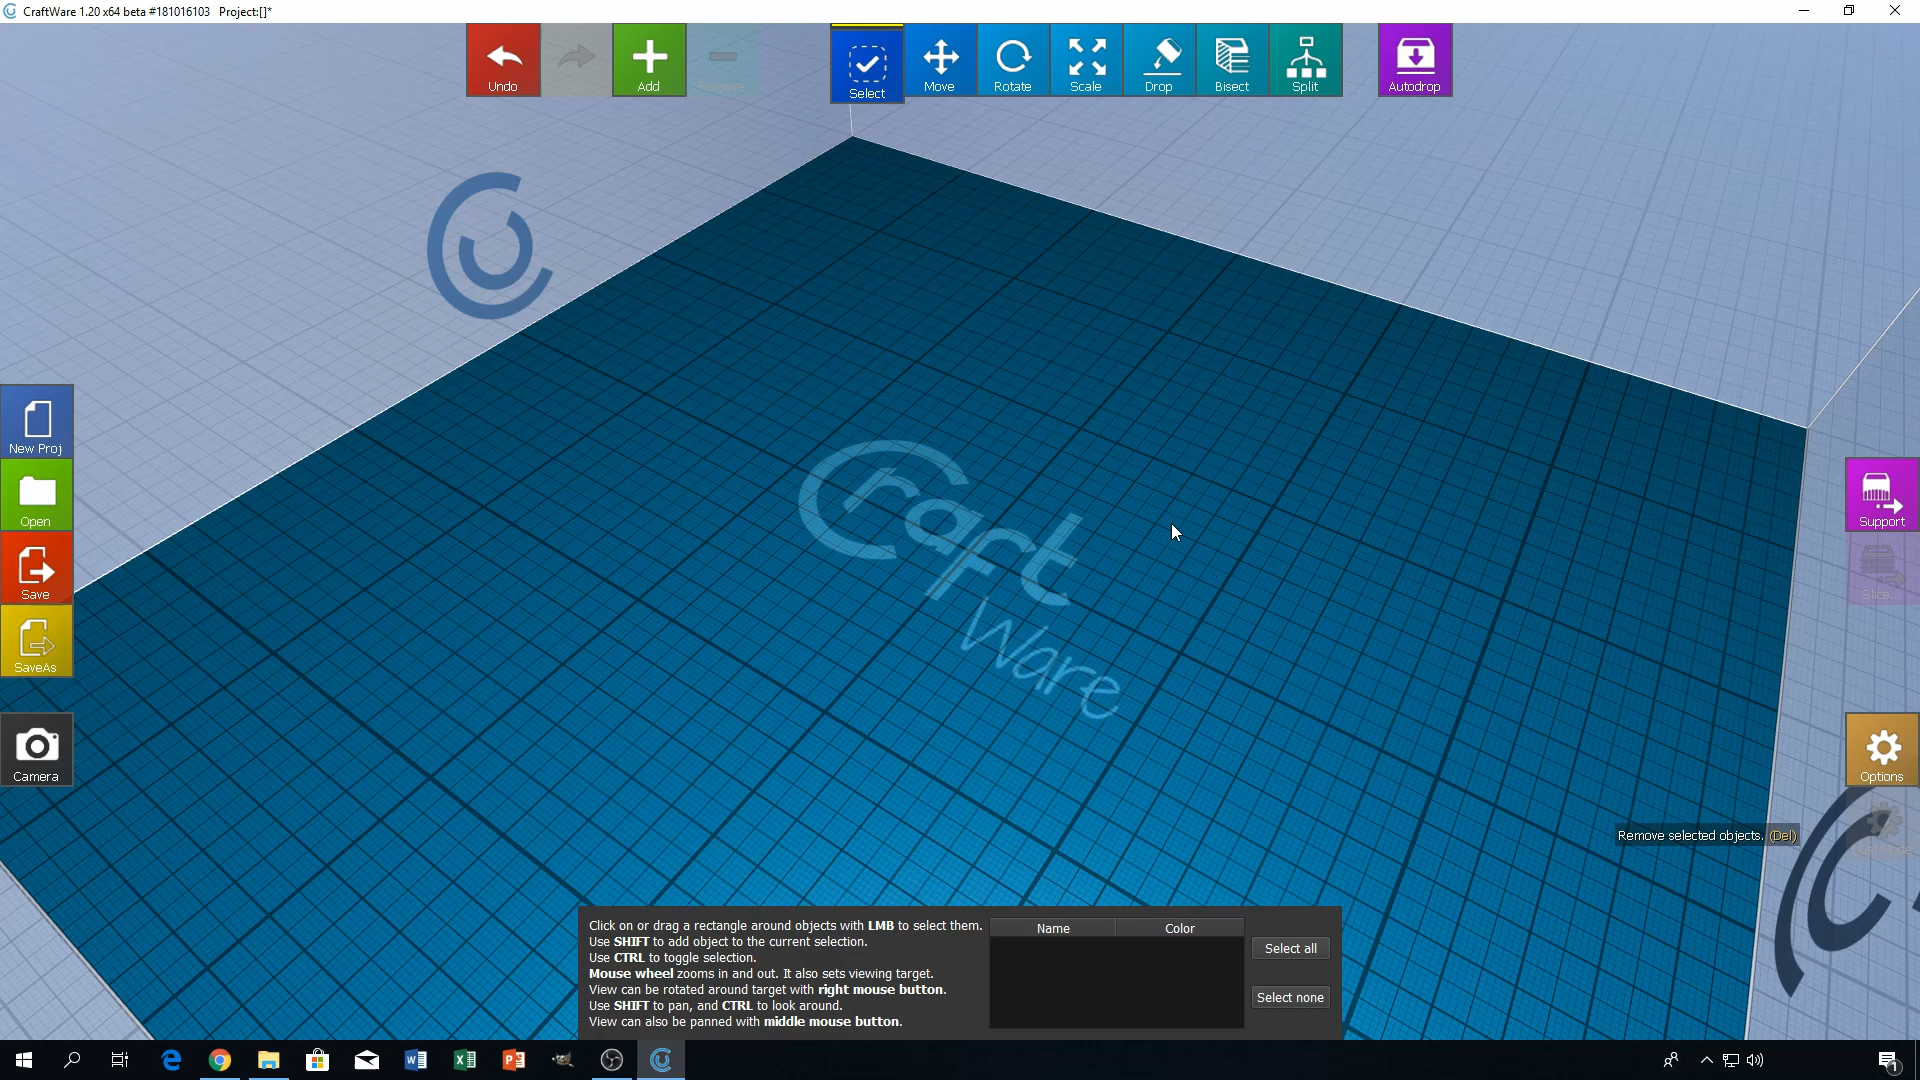 CraftWare 1.20 x64 beta #181016103   Project:[]*
Undo
Add
Remove
Select
Move
Rotate
Scale
Drop
Bisect
Split
Autodrop
New Proj
Open
Save
SaveAs
Camera
Craft
Ware
Support
Slice...
Options
Remove selected objects. (Del)
Click on or drag a rectangle around objects with LMB to select them.
Use SHIFT to add object to the current selection.
Use CTRL to toggle selection.
Mouse wheel zooms in and out. It also sets viewing target.
View can be rotated around target with right mouse button.
Use SHIFT to pan, and CTRL to look around.
View can also be panned with middle mouse button.
Name Color
Select all
Select none
1